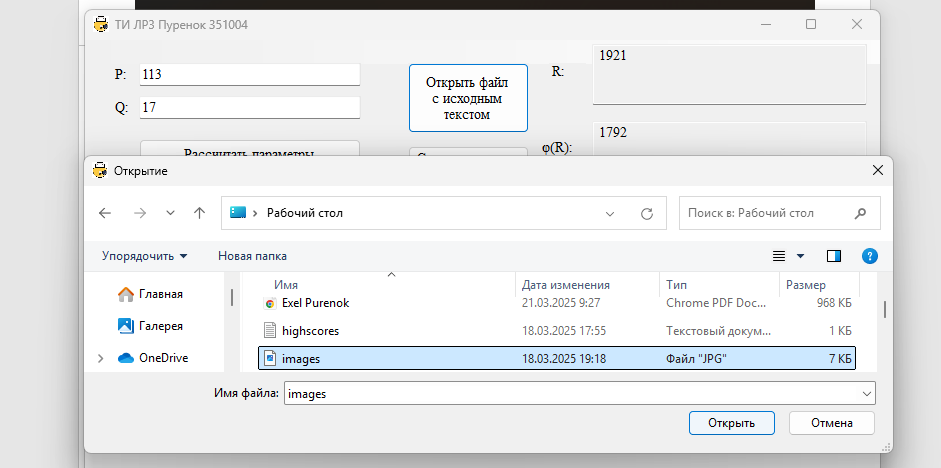 ТИ ЛР3 Пуренок 351004
P:
113
Q:
17
Открыть файл
с исходным
текстом
R:
1921
φ(R):
1792
Рассчитать параметры
Открытие
Рабочий стол
Поиск в: Рабочий стол
Упорядочить
Новая папка
Главная
Галерея
OneDrive
Имя
Дата изменения
Тип
Размер
Exel Purenok
21.03.2025 9:27
Chrome PDF Doc...
968 КБ
highscores
18.03.2025 17:55
Текстовый докум...
1 КБ
images
18.03.2025 19:18
Файл "JPG"
7 КБ
Имя файла:
images
Открыть
Отмена